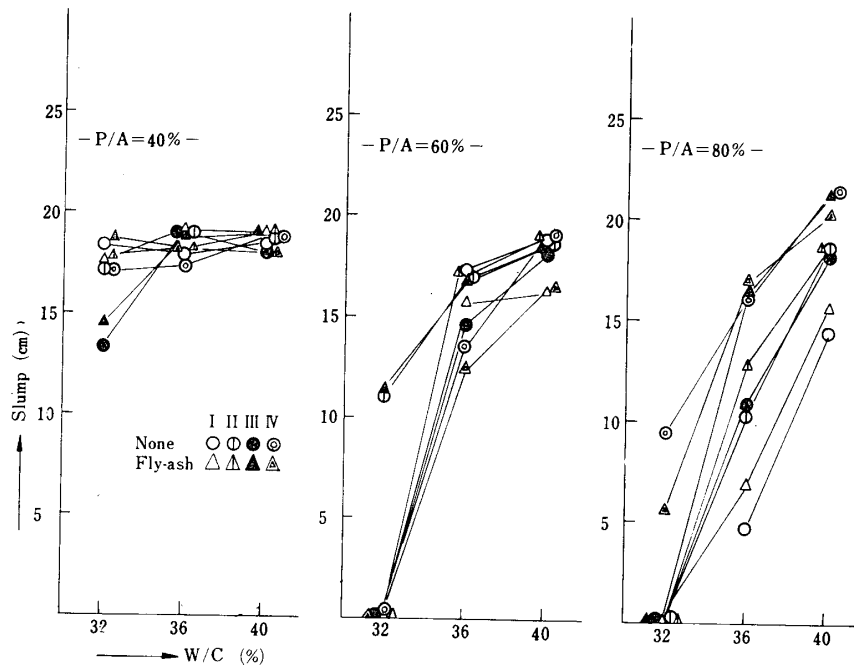 25
20
15
10
5
— P/A=40% —
Slump (cm)
I II III IV
None
Fly-ash
32 36 40
W/C (%)
25
20
15
10
5
— P/A=60% —
32 36 40
25
20
15
10
5
— P/A=80% —
32 36 40